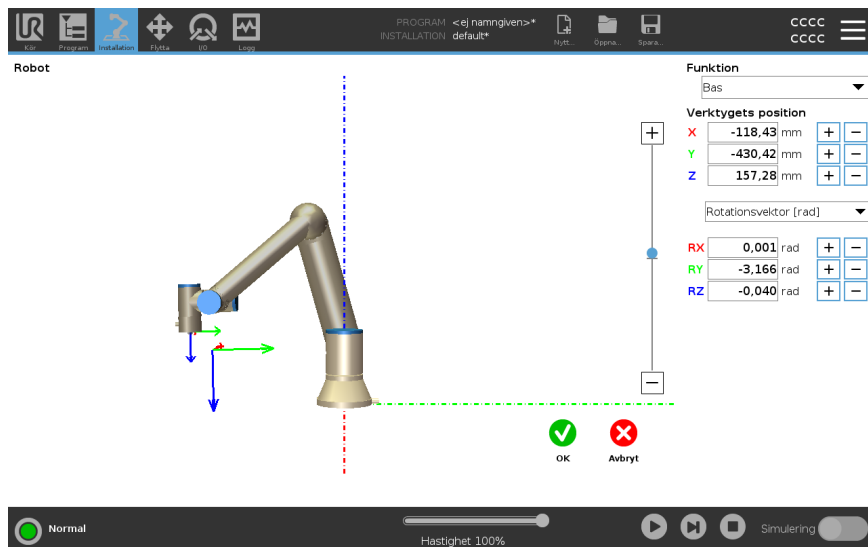 UR
PROGRAM <ej namngiven>*
INSTALLATION default*
CCCC
CCCC
Kör
Program
Installation
Flytta
I/O
Logg
Nytt...
Öppna...
Spara...
Robot
Funktion
Bas
Verktygets position
X -118,43 mm + −
Y -430,42 mm + −
Z 157,28 mm + −
Rotationsvektor [rad]
RX 0,001 rad + −
RY -3,166 rad + −
RZ -0,040 rad + −
+
−
OK
Avbryt
Normal
Hastighet 100%
Simulering